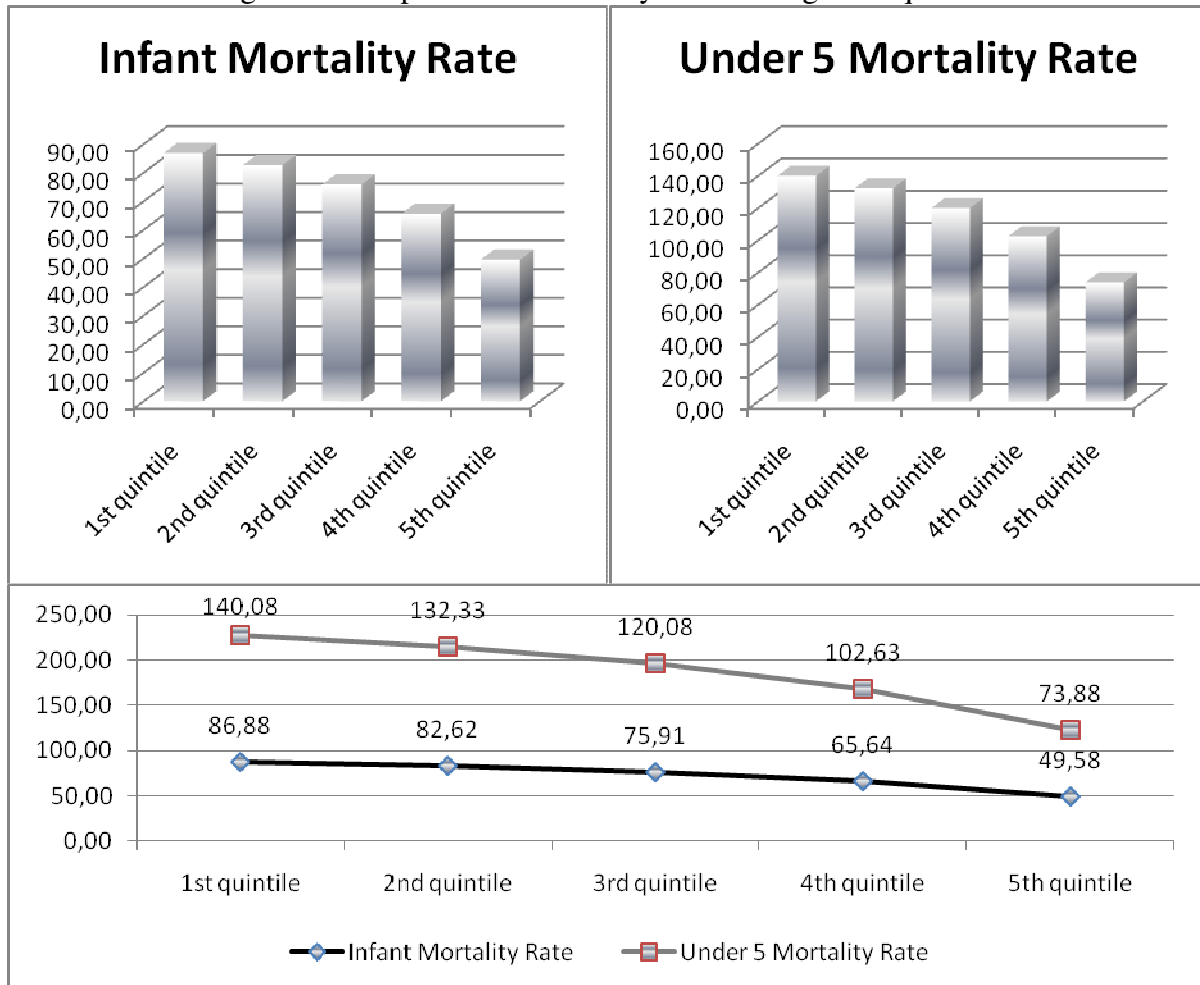 Infant Mortality Rate
90,00
80,00
70,00
60,00
50,00
40,00
30,00
20,00
10,00
0,00
1st quintile
2nd quintile
3rd quintile
4th quintile
5th quintile
Under 5 Mortality Rate
160,00
140,00
120,00
100,00
80,00
60,00
40,00
20,00
0,00
1st quintile
2nd quintile
3rd quintile
4th quintile
5th quintile
250,00
200,00
150,00
100,00
50,00
0,00
140,08
132,33
120,08
102,63
73,88
86,88
82,62
75,91
65,64
49,58
1st quintile
2nd quintile
3rd quintile
4th quintile
5th quintile
Infant Mortality Rate
Under 5 Mortality Rate